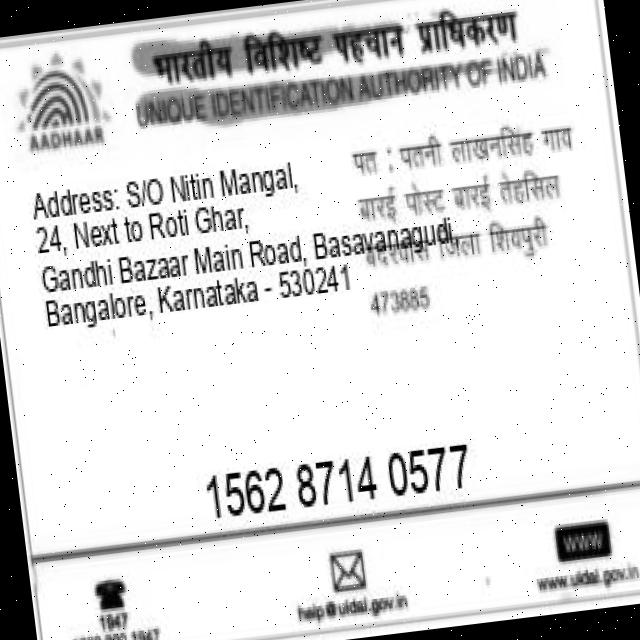 भारतीय विशिष्ट पहचान प्राधिकरण
UNIQUE IDENTIFICATION AUTHORITY OF INDIA
AADHAAR
Address: S/O Nitin Mangal,
24, Next to Roti Ghar,
Gandhi Bazaar Main Road, Basavanagudi,
Bangalore, Karnataka - 530241
पता : पतनी लाखनसिंह गाव
बारई पोस्ट बारई तेहसिल
बदरवास जिला शिवपुरी
473885
1562 8714 0577
1947
help@uidai.gov.in
www
www.uidai.gov.in